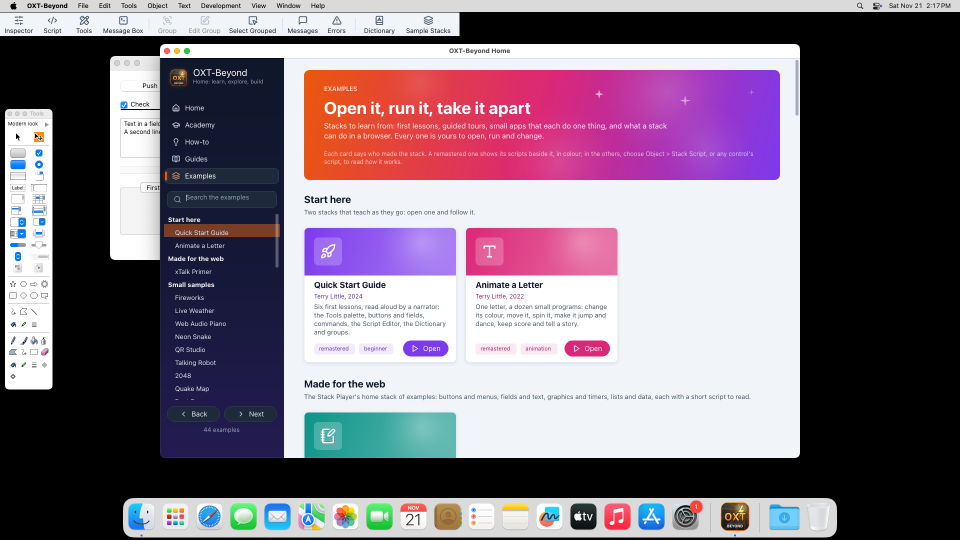 OXT-Beyond File Edit Tools Object Text Development View Window Help
Sat Nov 21 2:17PM
Inspector Script Tools Message Box Group Edit Group Select Grouped Messages Errors Dictionary Sample Stacks
OXT-Beyond Home
Tools
Modern look
Label
Push
Check
Text in a fiel
A second line
First
OXT-Beyond
Home: learn, explore, build
Home
Academy
How-to
Guides
Examples
Search the examples
Start here
Quick Start Guide
Animate a Letter
Made for the web
xTalk Primer
Small samples
Fireworks
Live Weather
Web Audio Piano
Neon Snake
QR Studio
Talking Robot
2048
Quake Map
Back Next
44 examples
EXAMPLES
Open it, run it, take it apart
Stacks to learn from: first lessons, guided tours, small apps that each do one thing, and what a stack
can do in a browser. Every one is yours to open, run and change.
Each card says who made the stack. A remastered one shows its scripts beside it, in colour; in the others, choose Object > Stack Script, or any control's
script, to read how it works.
Start here
Two stacks that teach as they go: open one and follow it.
Quick Start Guide
Terry Little, 2024
Six first lessons, read aloud by a narrator:
the Tools palette, buttons and fields,
commands, the Script Editor, the Dictionary
and groups.
remastered beginner Open
Animate a Letter
Terry Little, 2022
One letter, a dozen small programs: change
its colour, move it, spin it, make it jump and
dance, keep score and tell a story.
remastered animation Open
Made for the web
The Stack Player's home stack of examples: buttons and menus, fields and text, graphics and timers, lists and data, each with a short script to read.
NOV
21
tv
1
OXT
BEYOND